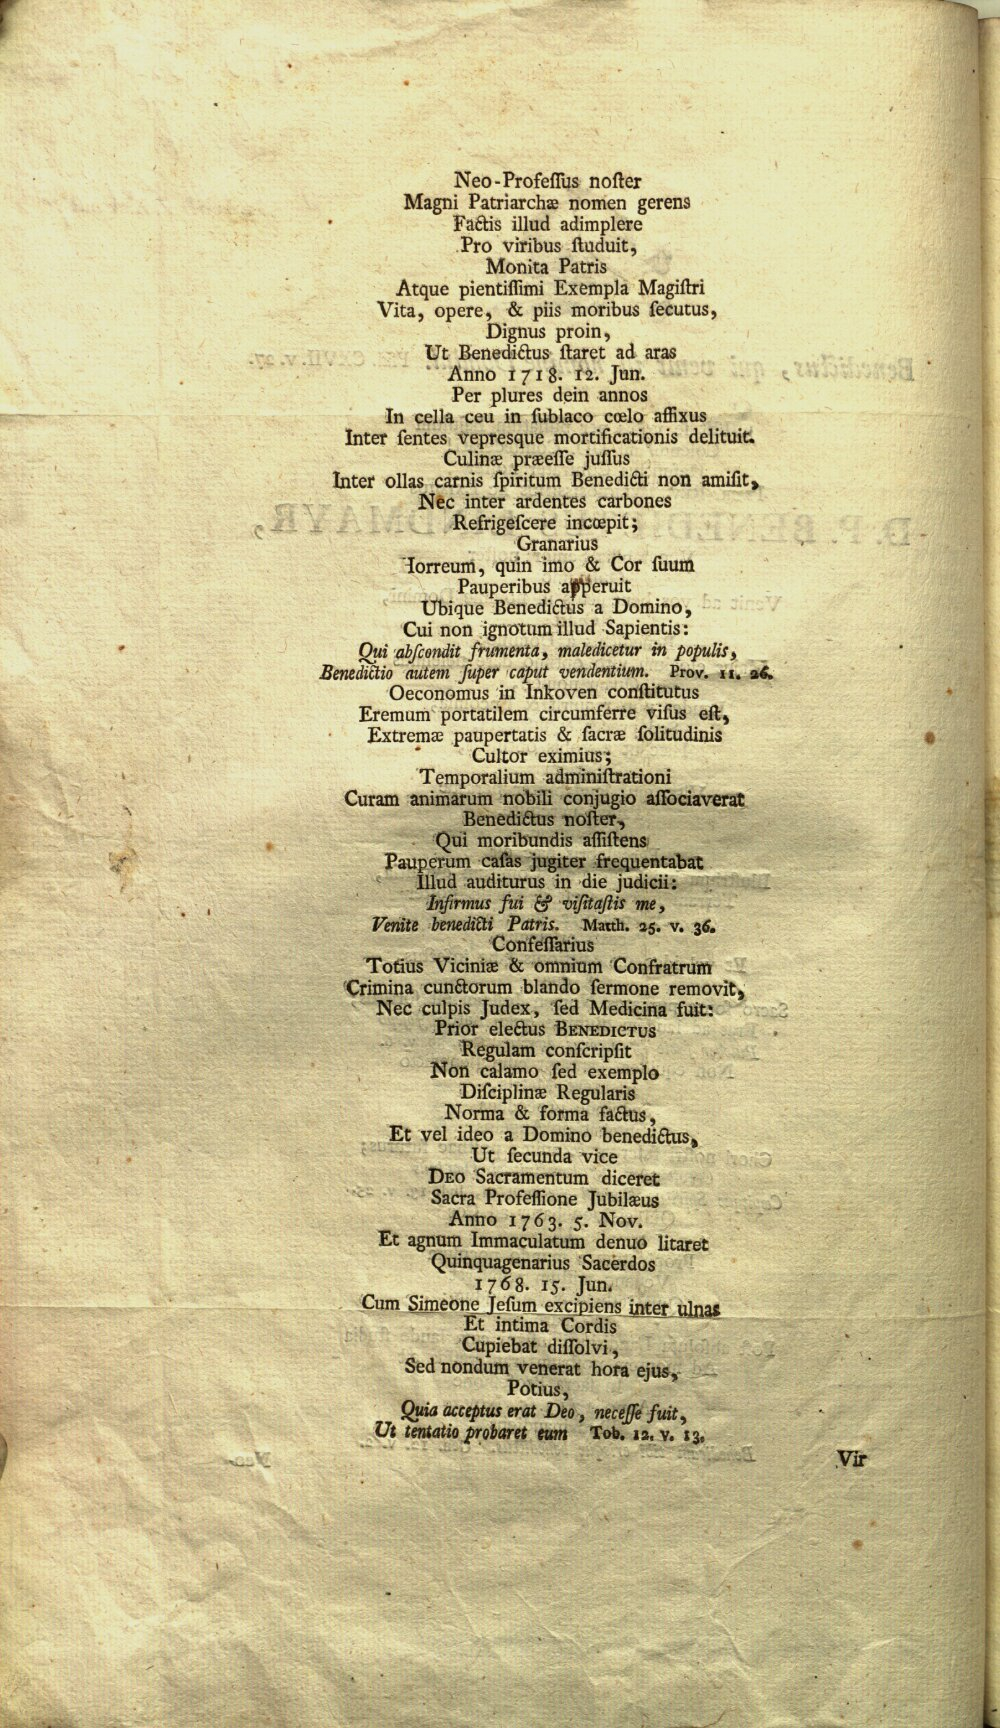 Neo-Profeſſus noſter
Magni Patriarchæ nomen gerens
Factis illud adimplere
Pro viribus ſtuduit,
Monita Patris
Atque pientiſſimi Exempla Magiſtri
Vita, opere, & piis moribus ſecutus,
Dignus proin,
Ut Benedictus ſtaret ad aras
Anno 1718. 12. Jun.
Per plures dein annos
In cella ceu in ſublaco cœlo affixus
Inter ſentes vepresque mortificationis delituit.
Culinæ præeſſe juſſus
Inter ollas carnis ſpiritum Benedicti non amiſit,
Nec inter ardentes carbones
Refrigeſcere incœpit;
Granarius
Horreum, quin imo & Cor ſuum
Pauperibus apperuit
Ubique Benedictus a Domino,
Cui non ignotum illud Sapientis:
Qui abſcondit frumenta, maledicetur in populis,
Benedictio autem ſuper caput vendentium. Prov. 11. 26.
Oeconomus in Inkoven conſtitutus
Eremum portatilem circumferre viſus eſt,
Extremæ paupertatis & ſacræ ſolitudinis
Cultor eximius;
Temporalium adminiſtrationi
Curam animarum nobili conjugio aſſociaverat
Benedictus noſter,
Qui moribundis aſſiſtens
Pauperum caſas jugiter frequentabat
Illud auditurus in die judicii:
Infirmus fui & viſitaſtis me,
Venite benedicti Patris. Matth. 25. v. 36.
Confeſſarius
Totius Viciniæ & omnium Confratrum
Crimina cunctorum blando ſermone removit,
Nec culpis Judex, ſed Medicina fuit:
Prior electus BENEDICTUS
Regulam conſcripſit
Non calamo ſed exemplo
Diſciplinæ Regularis
Norma & forma factus,
Et vel ideo a Domino benedictus,
Ut ſecunda vice
DEO Sacramentum diceret
Sacra Profeſſione Jubilæus
Anno 1763. 5. Nov.
Et agnum Immaculatum denuo litaret
Quinquagenarius Sacerdos
1768. 15. Jun.
Cum Simeone Jeſum excipiens inter ulnas
Et intima Cordis
Cupiebat diſſolvi,
Sed nondum venerat hora ejus,
Potius,
Quia acceptus erat Deo, neceſſe fuit,
Ut tentatio probaret eum Tob. 12. v. 13.
Vir